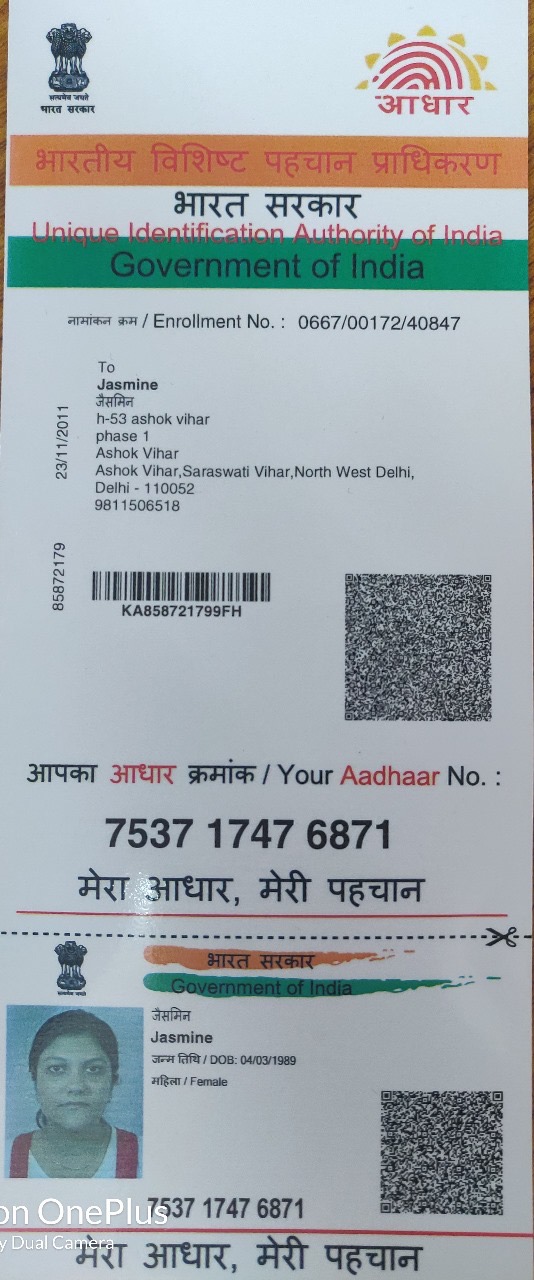 सत्यमेव जयते
भारत सरकार
आधार
भारतीय विशिष्ट पहचान प्राधिकरण
भारत सरकार
Unique Identification Authority of India
Government of India
नामांकन क्रम / Enrollment No. : 0667/00172/40847
To
Jasmine
जैसमिन
h-53 ashok vihar
phase 1
Ashok Vihar
Ashok Vihar,Saraswati Vihar,North West Delhi,
Delhi - 110052
9811506518
23/11/2011
85872179
KA858721799FH
आपका आधार क्रमांक / Your Aadhaar No. :
7537 1747 6871
मेरा आधार, मेरी पहचान
सत्यमेव जयते
भारत सरकार
Government of India
जैसमिन
Jasmine
जन्म तिथि / DOB: 04/03/1989
महिला / Female
7537 1747 6871
on OnePlus
y Dual Camera
मेरा आधार, मेरी पहचान